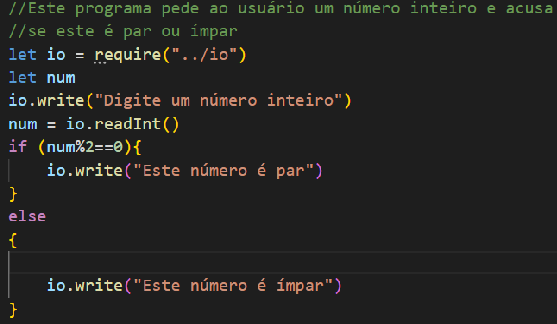 //Este programa pede ao usuário um número inteiro e acusa
//se este é par ou ímpar
let io = require("../io")
let num
io.write("Digite um número inteiro")
num = io.readInt()
if (num%2==0){
    io.write("Este número é par")
}
else
{
    io.write("Este número é ímpar")
}